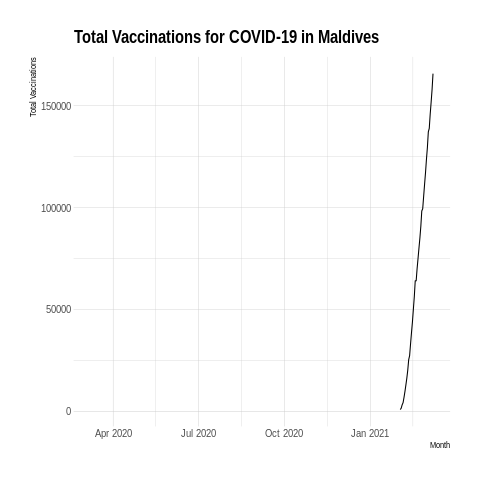 Total Vaccinations for COVID-19 in Maldives
Total Vaccinations
150000
100000
50000
0
Apr 2020 Jul 2020 Oct 2020 Jan 2021
Month